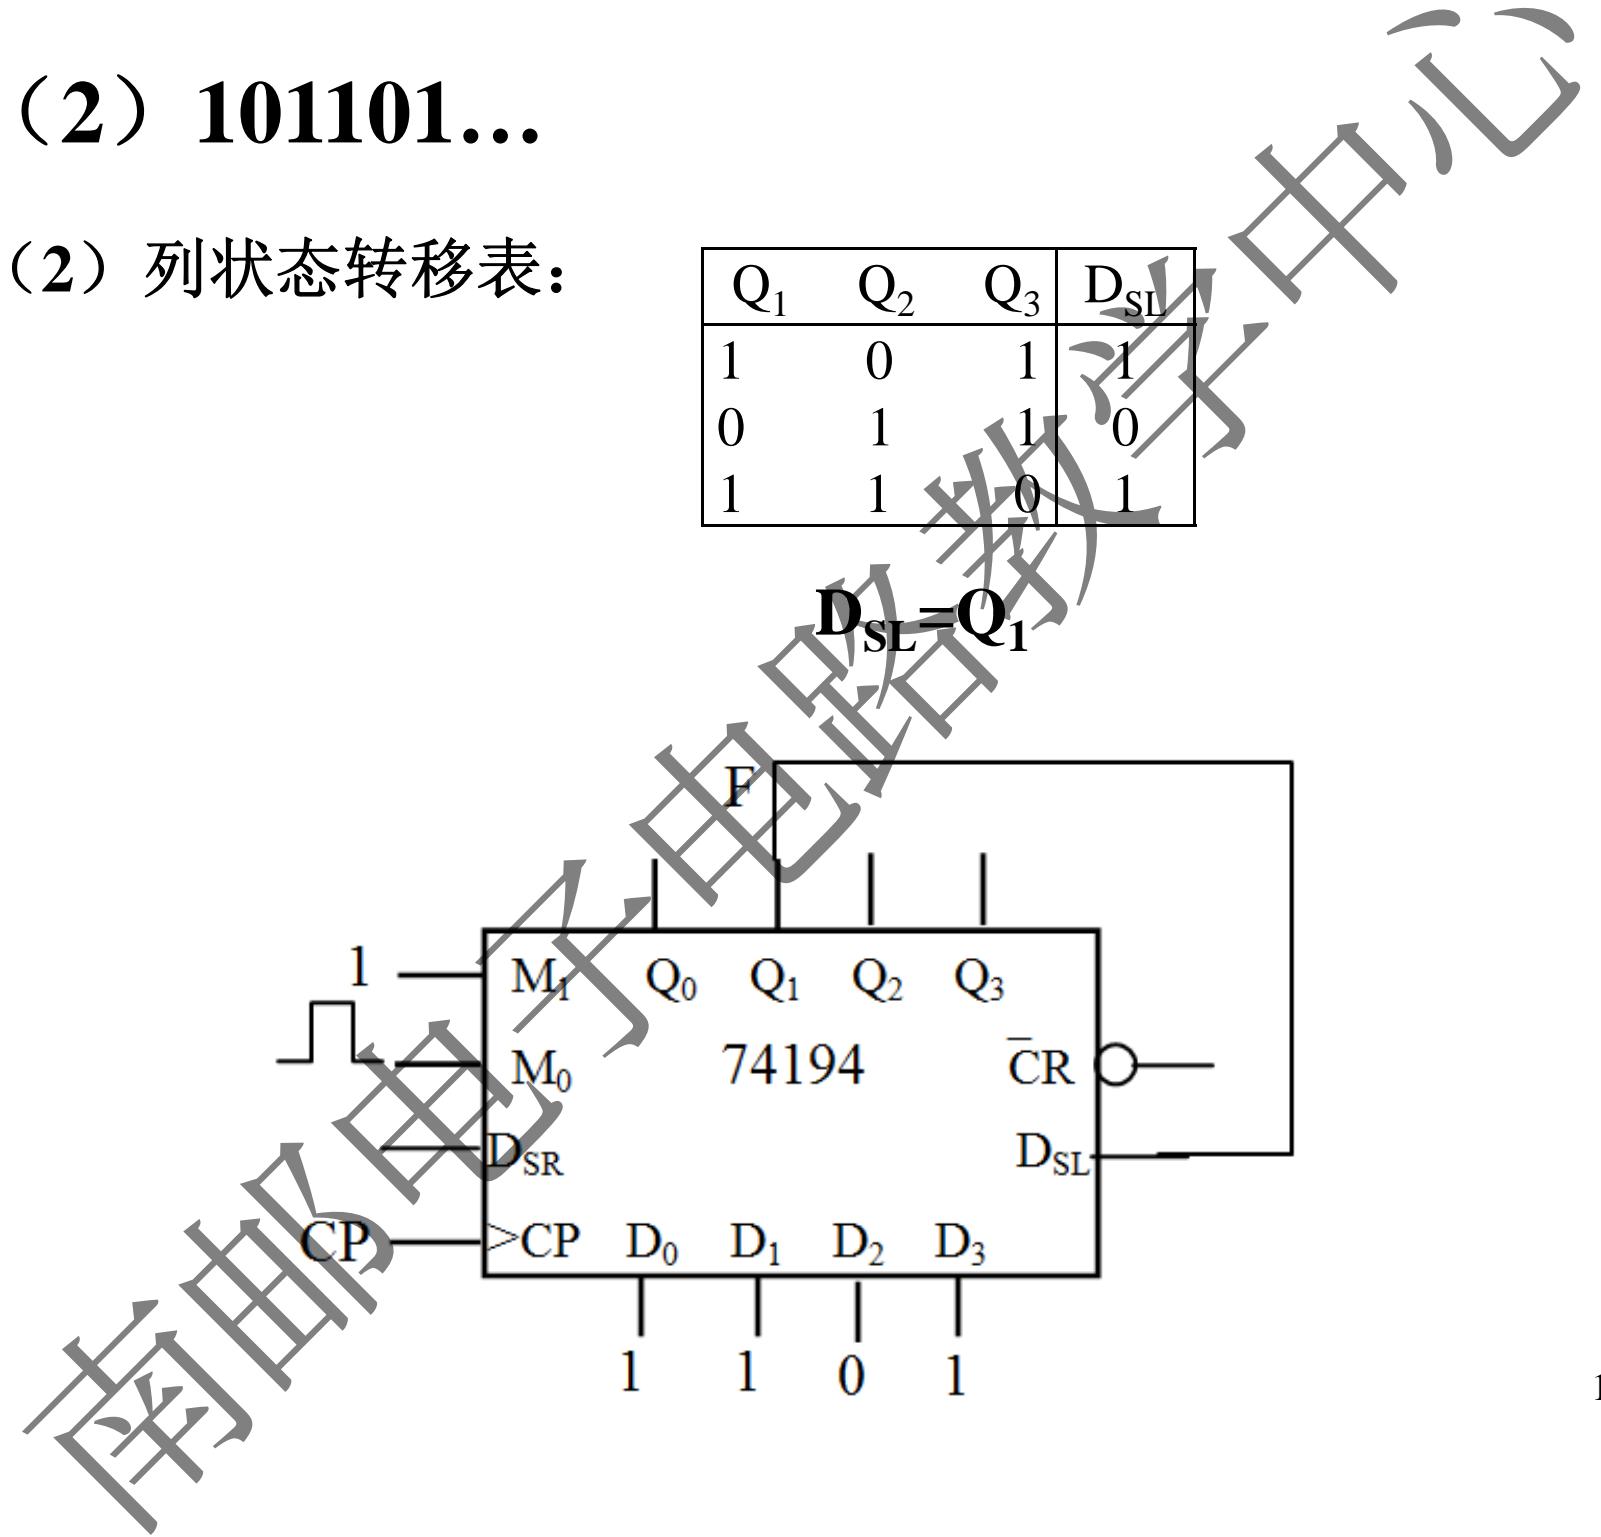 （2）101101…
（2）列状态转移表：
Q1 Q2 Q3 DSL
1 0 1 1
0 1 1 0
1 1 0 1
DSL=Q1
F
1 M1 Q0 Q1 Q2 Q3
M0 74194 C̅R
DSR DSL
CP >CP D0 D1 D2 D3
1 1 0 1
1
南邮电子电路教学中心